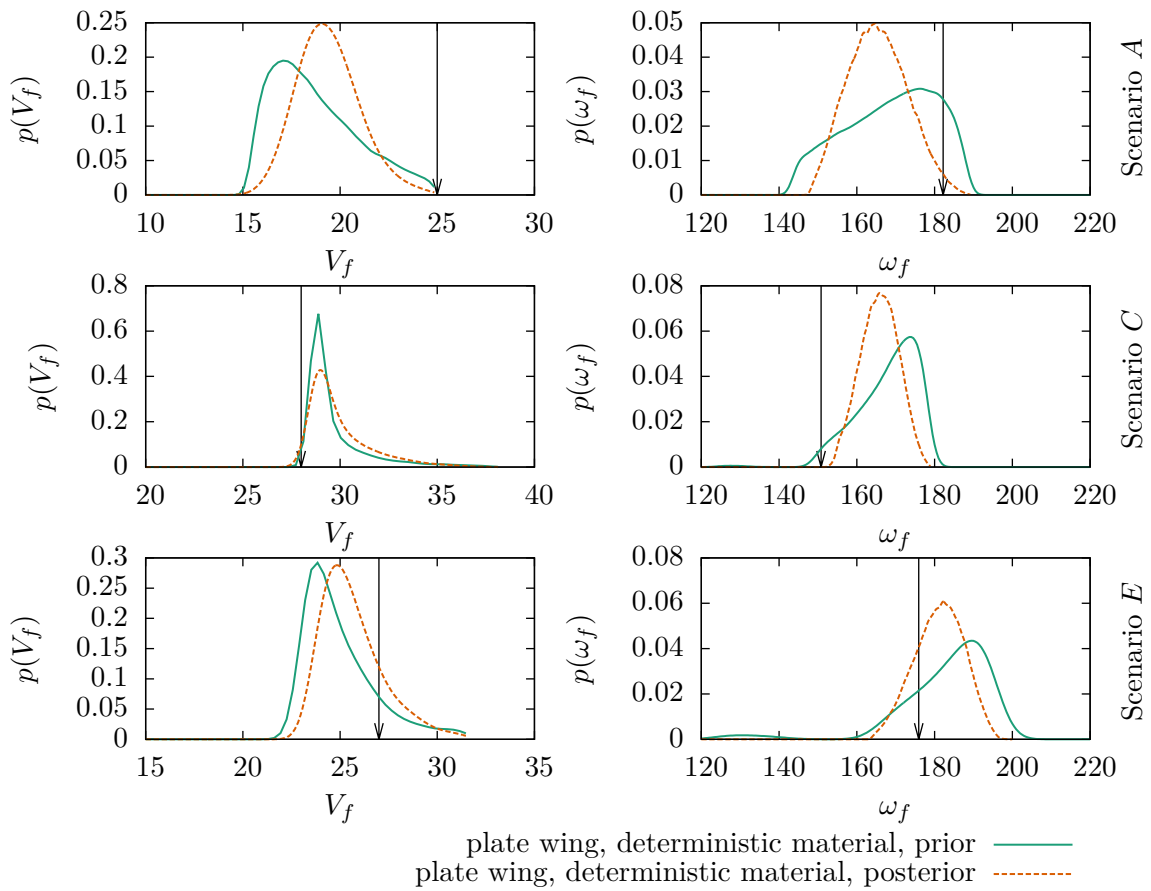 0.25
0.2
0.15
0.1
0.05
0
p(V_f)
10 15 20 25 30
V_f
0.05
0.04
0.03
0.02
0.01
0
p(ω_f)
120 140 160 180 200 220
ω_f
Scenario A
0.8
0.6
0.4
0.2
0
p(V_f)
20 25 30 35 40
V_f
0.08
0.06
0.04
0.02
0
p(ω_f)
120 140 160 180 200 220
ω_f
Scenario C
0.3
0.25
0.2
0.15
0.1
0.05
0
p(V_f)
15 20 25 30 35
V_f
0.08
0.06
0.04
0.02
0
p(ω_f)
120 140 160 180 200 220
ω_f
Scenario E
plate wing, deterministic material, prior
plate wing, deterministic material, posterior